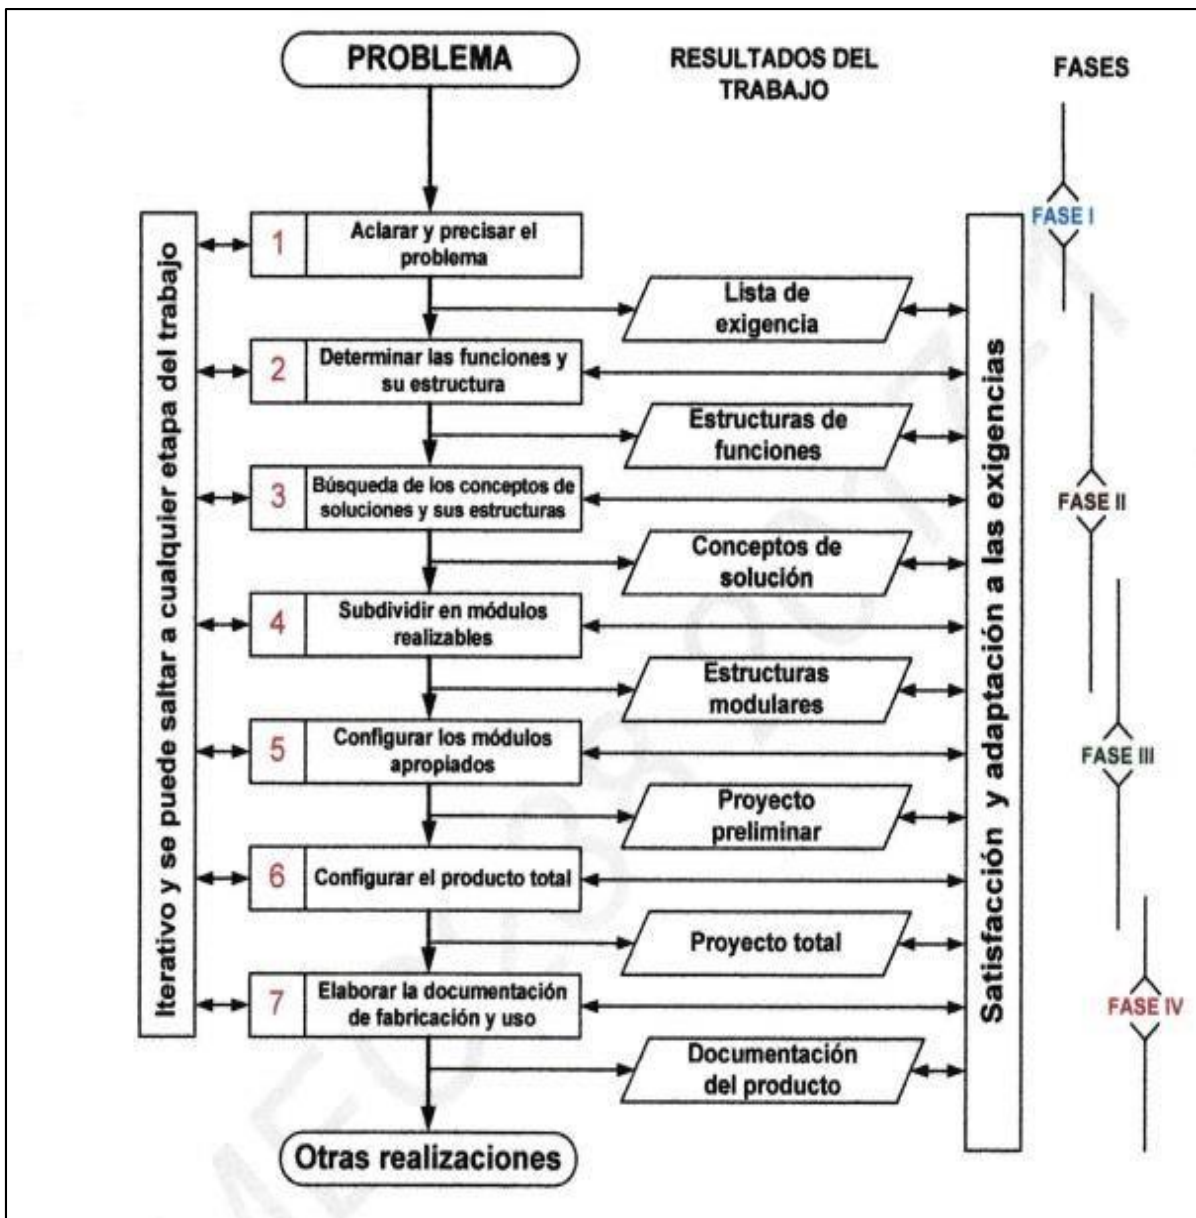 PROBLEMA
RESULTADOS DEL
TRABAJO
FASES
Iterativo y se puede saltar a cualquier etapa del trabajo
1
Aclarar y precisar el
problema
Lista de
exigencia
2
Determinar las funciones y
su estructura
Estructuras de
funciones
3
Búsqueda de los conceptos de
soluciones y sus estructuras
Conceptos de
solución
4
Subdividir en módulos
realizables
Estructuras
modulares
5
Configurar los módulos
apropiados
Proyecto
preliminar
6
Configurar el producto total
Proyecto total
7
Elaborar la documentación
de fabricación y uso
Documentación
del producto
Otras realizaciones
Satisfacción y adaptación a las exigencias
FASE I
FASE II
FASE III
FASE IV